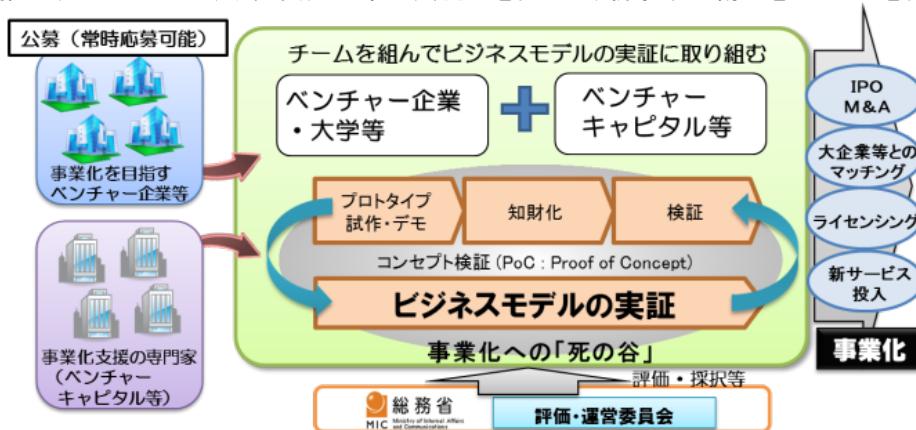 公募（常時応募可能）
事業化を目指す
ベンチャー企業等
事業化支援の専門家
（ベンチャー
キャピタル等）
チームを組んでビジネスモデルの実証に取り組む
ベンチャー企業
・大学等
ベンチャー
キャピタル等
プロトタイプ
試作・デモ
知財化
検証
コンセプト検証（PoC：Proof of Concept）
ビジネスモデルの実証
事業化への「死の谷」
評価・採択等
総務省
MIC Ministry of Internal Affairs
and Communications
評価・運営委員会
IPO
M&A
大企業等との
マッチング
ライセンシング
新サービス
投入
事業化